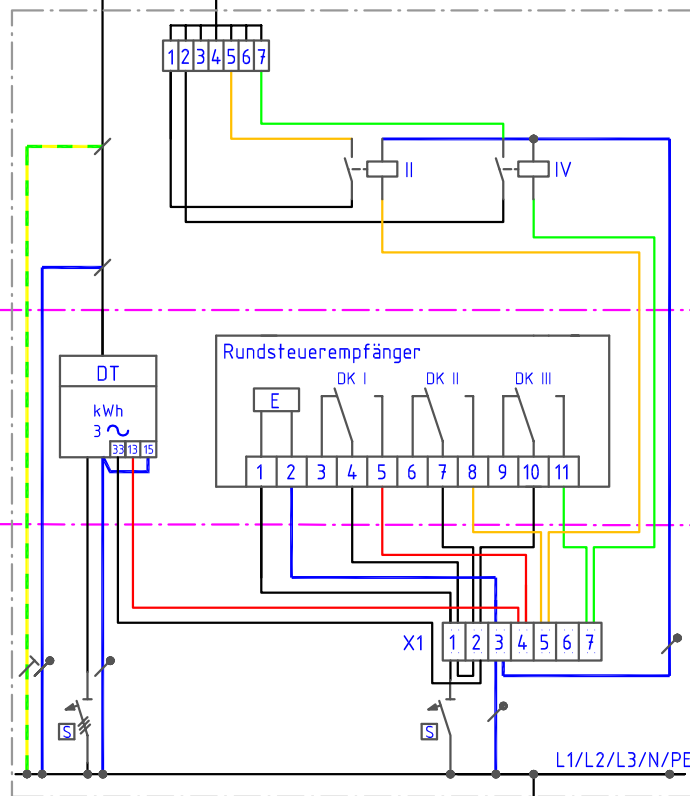 1 2 3 4 5 6 7
II IV
Rundsteuerempfänger
DT
DK I DK II DK III
E
kWh
3
33 13 15
1 2 3 4 5 6 7 8 9 10 11
X1 1 2 3 4 5 6 7
S S
L1/L2/L3/N/PE